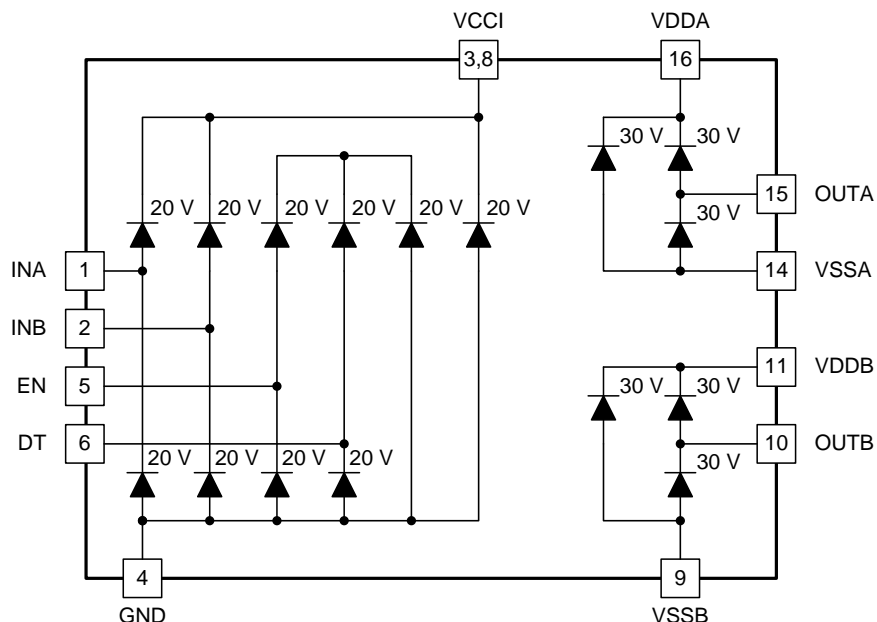 VCCI VDDA
3,8 16
30 V 30 V
20 V 20 V 20 V 20 V 20 V 20 V
15 OUTA
30 V
INA 1
14 VSSA
INB 2
11 VDDB
EN 5
30 V 30 V
DT 6
10 OUTB
20 V 20 V 20 V 20 V
30 V
4 9
GND VSSB